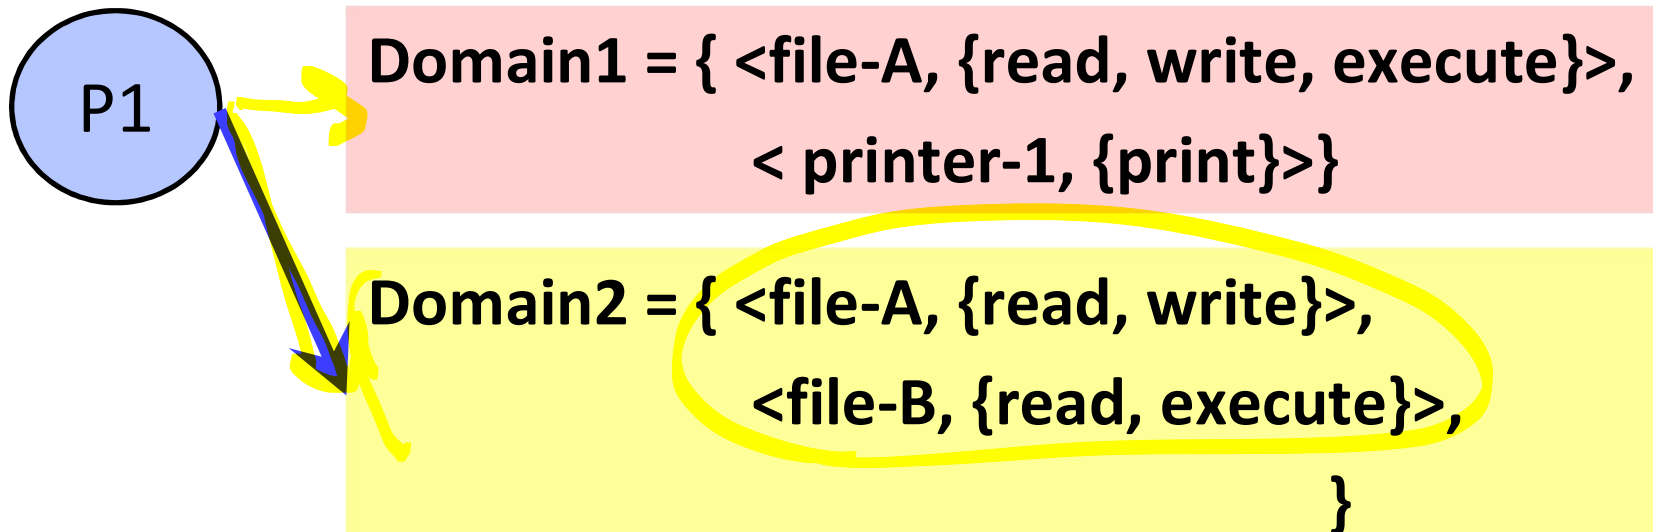 P1
Domain1 = { <file-A, {read, write, execute}>,
< printer-1, {print}>}
Domain2 = { <file-A, {read, write}>,
<file-B, {read, execute}>,
}